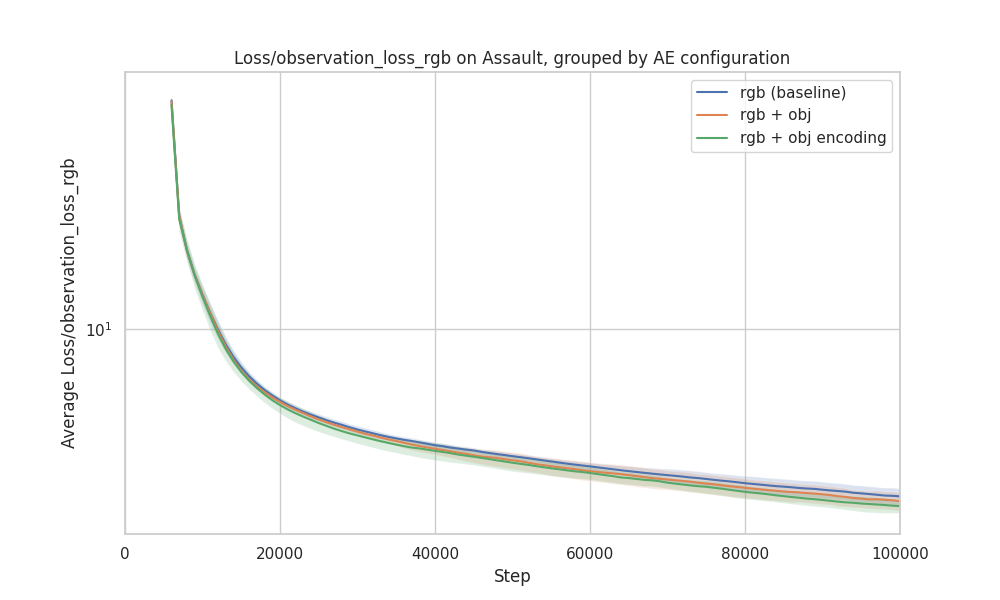 Loss/observation_loss_rgb on Assault, grouped by AE configuration
rgb (baseline)
rgb + obj
rgb + obj encoding
Average Loss/observation_loss_rgb
10¹
0 20000 40000 60000 80000 100000
Step